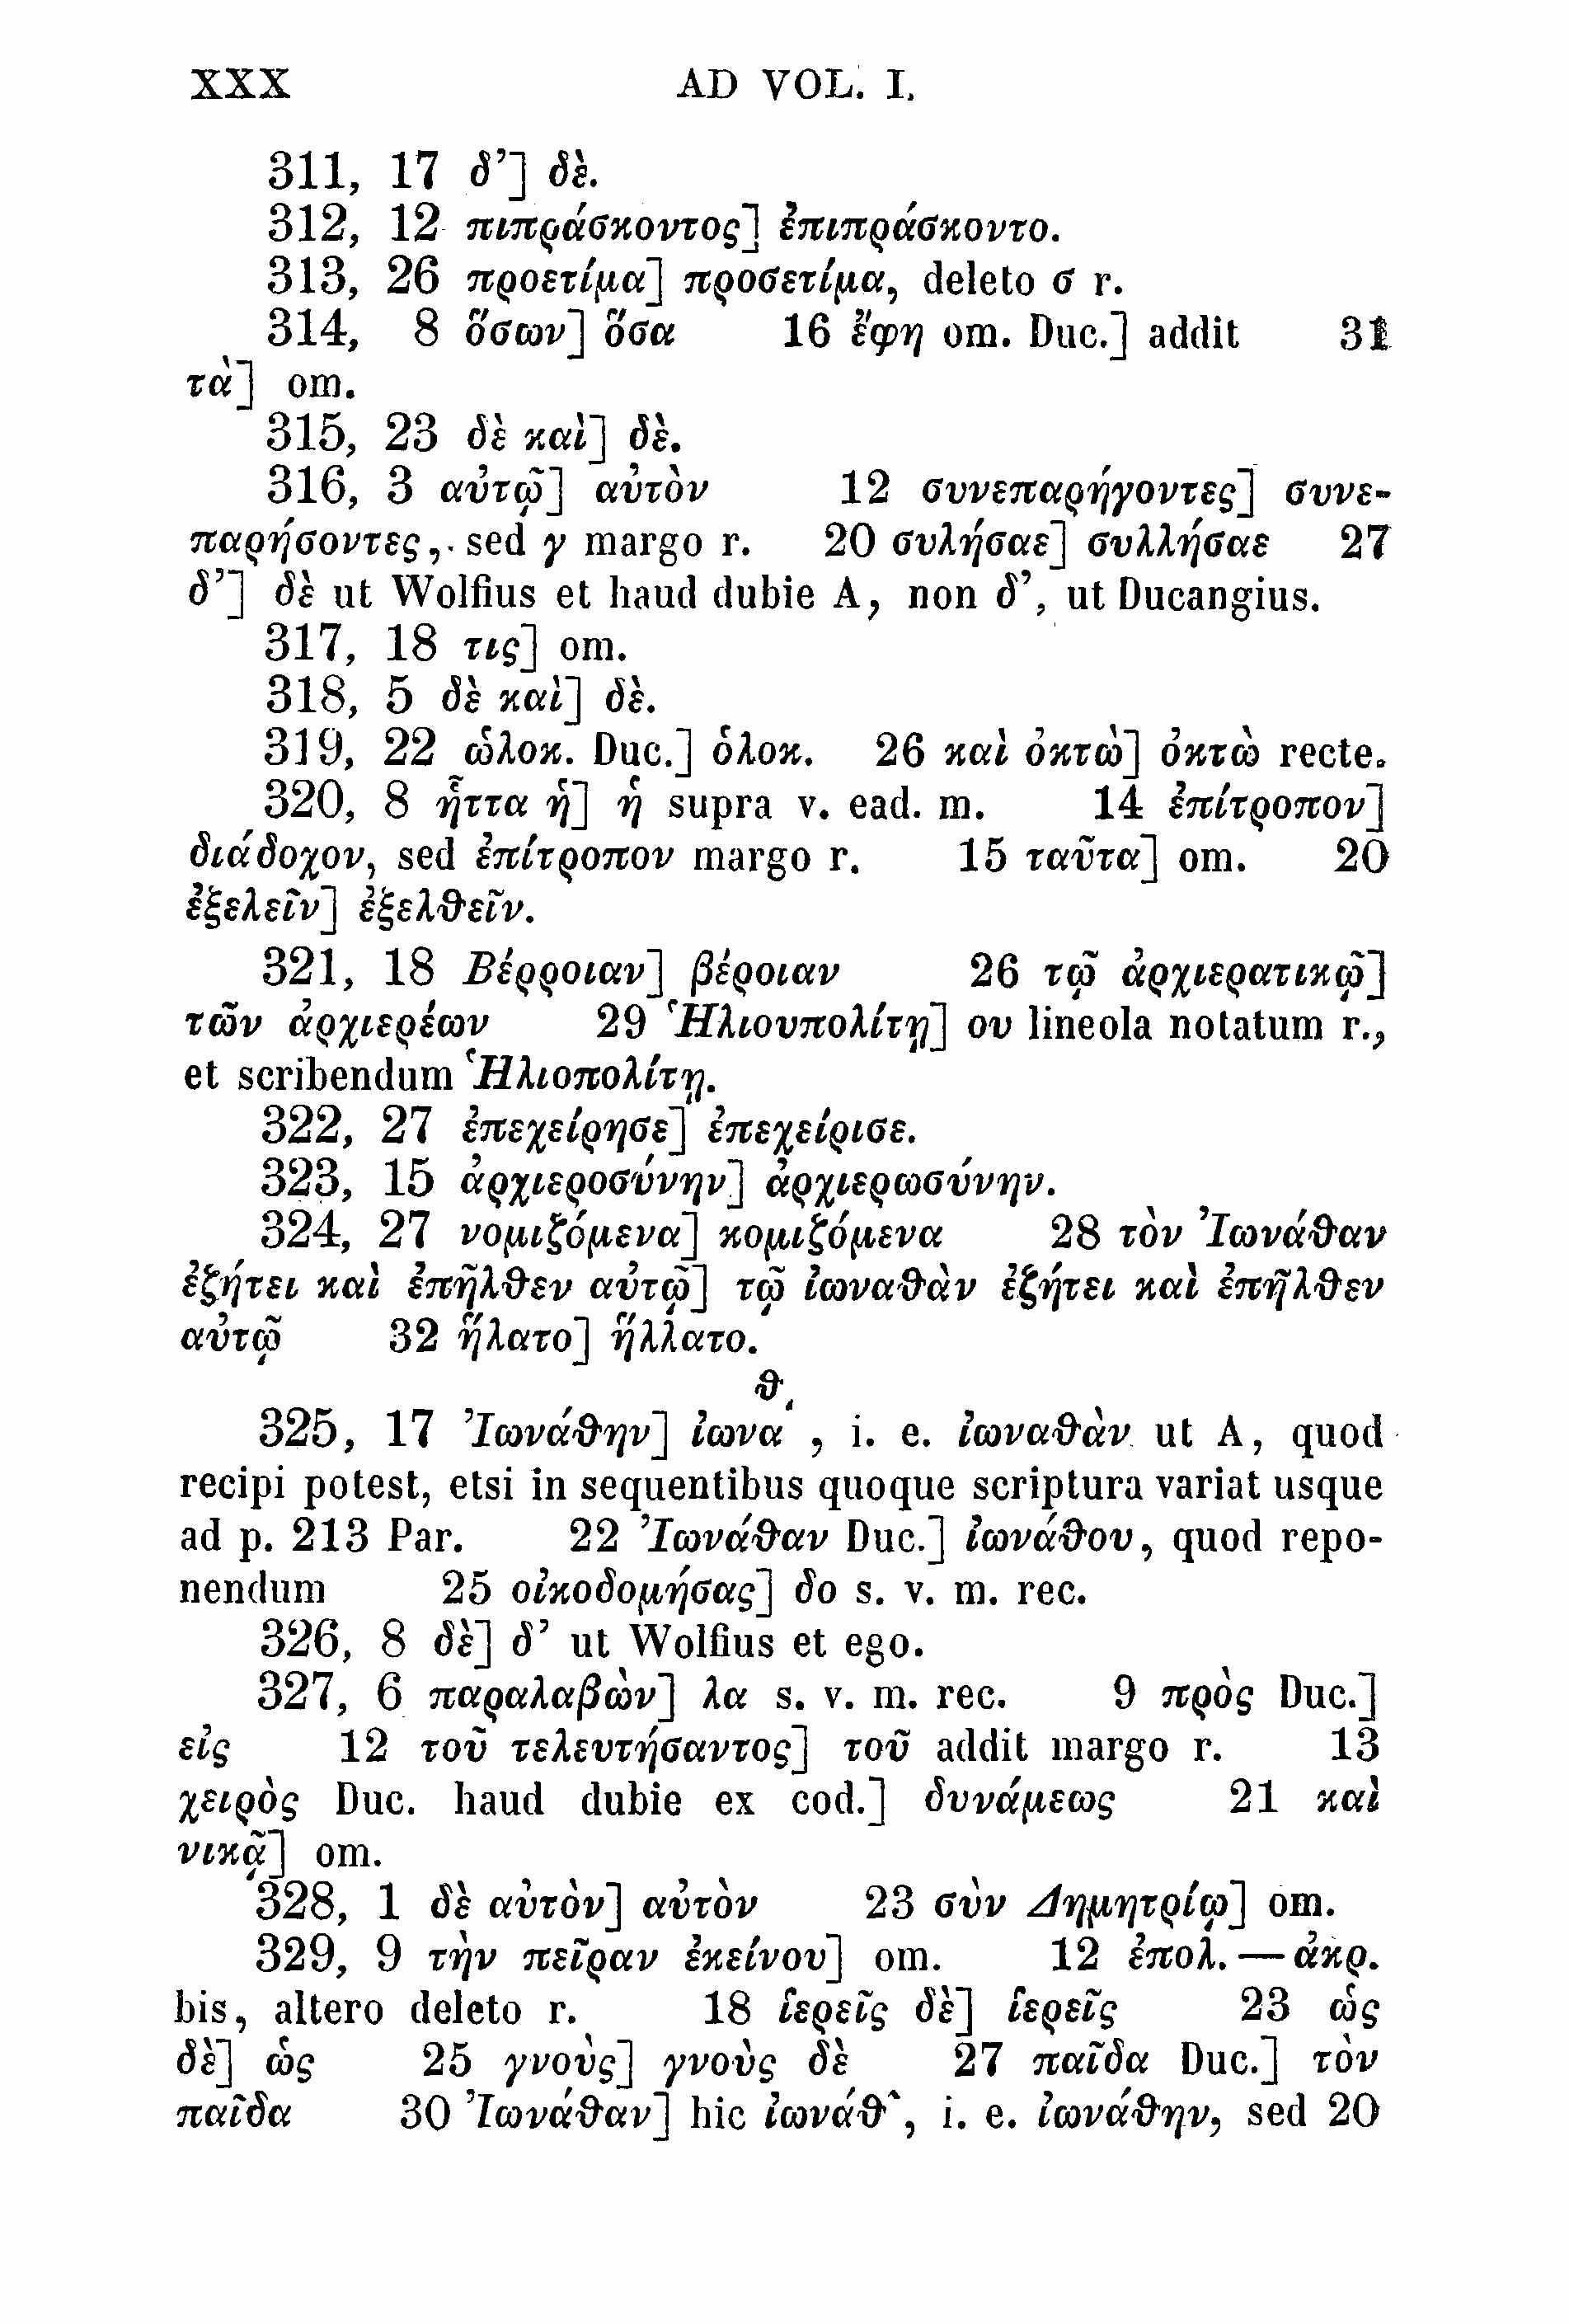 XXX AD VOL. I.
311, 17 δ’] δὲ.
312, 12 πιπράσκοντος] ἐπιπράσκοντο.
313, 26 προετίμα] προσετίμα, deleto σ r.
314, 8 ὅσων] ὅσα 16 ἔφη om. Duc.] addit 31
τὰ] om.
315, 23 δὲ καὶ] δὲ.
316, 3 αὐτῷ] αὐτὸν 12 συνεπαρήγοντες] συνε-
παρήσοντες, sed γ margo r. 20 συλήσαε] συλλήσαε 27
δ’] δὲ ut Wolfius et haud dubie A, non δ’, ut Ducangius.
317, 18 τις] om.
318, 5 δὲ καὶ] δὲ.
319, 22 ὡλοκ. Duc.] ὁλοκ. 26 καὶ ὀκτὼ] ὀκτὼ recte.
320, 8 ἧττα ἡ] ἡ supra v. ead. m. 14 ἐπίτροπον]
διάδοχον, sed ἐπίτροπον margo r. 15 ταῦτα] om. 20
ἐξελεῖν] ἐξελθεῖν.
321, 18 Βέρροιαν] βέροιαν 26 τῷ ἀρχιερατικῷ]
τῶν ἀρχιερέων 29 Ἡλιουπολίτῃ] ου lineola notatum r.,
et scribendum Ἡλιοπολίτῃ.
322, 27 ἐπεχείρησε] ἐπεχείρισε.
323, 15 ἀρχιεροσύνην] ἀρχιερωσύνην.
324, 27 νομιζόμενα] κομιζόμενα 28 τὸν Ἰωνάθαν
ἐζήτει καὶ ἐπῆλθεν αὐτῷ] τῷ ἰωναθὰν ἐζήτει καὶ ἐπῆλθεν
αὐτῷ 32 ἥλατο] ἥλλατο.
θ
325, 17 Ἰωνάθην] ἰωνα , i. e. ἰωναθὰν ut A, quod
recipi potest, etsi in sequentibus quoque scriptura variat usque
ad p. 213 Par. 22 Ἰωνάθαν Duc.] ἰωνάθου, quod repo-
nendum 25 οἰκοδομήσας] δο s. v. m. rec.
326, 8 δὲ] δ’ ut Wolfius et ego.
327, 6 παραλαβὼν] λα s. v. m. rec. 9 πρὸς Duc.]
εἰς 12 τοῦ τελευτήσαντος] τοῦ addit margo r. 13
χειρὸς Duc. haud dubie ex cod.] δυνάμεως 21 καὶ
νικᾷ] om.
328, 1 δὲ αὐτὸν] αὐτὸν 23 σὺν Δημητρίῳ] om.
329, 9 τὴν πεῖραν ἐκείνου] om. 12 ἐπολ. — ἀκρ.
bis, altero deleto r. 18 ἱερεῖς δὲ] ἱερεῖς 23 ὡς
δὲ] ὡς 25 γνοὺς] γνοὺς δὲ 27 παῖδα Duc.] τὸν
παῖδα 30 Ἰωνάθαν] hic ἰωνάθ‵, i. e. ἰωνάθην, sed 20